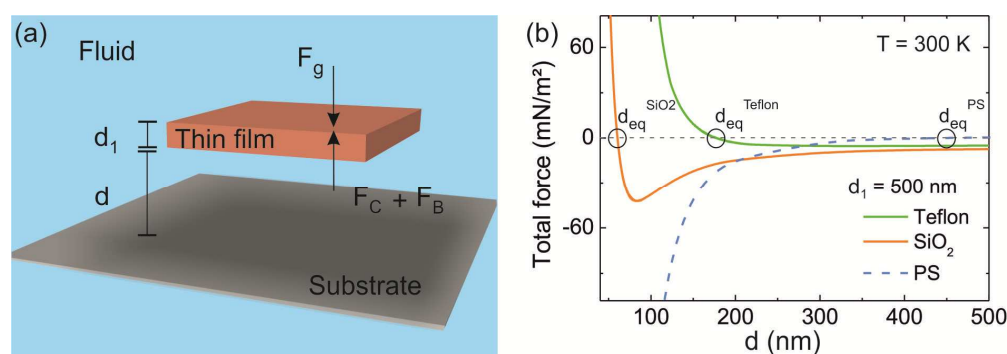 (a)
Fluid
F_g
d_1
Thin film
d
F_C + F_B
Substrate
(b)
Total force (mN/m²)
60
0
-60
T = 300 K
d_eq^SiO2
d_eq^Teflon
d_eq^PS
d_1 = 500 nm
Teflon
SiO_2
PS
100 200 300 400 500
d (nm)